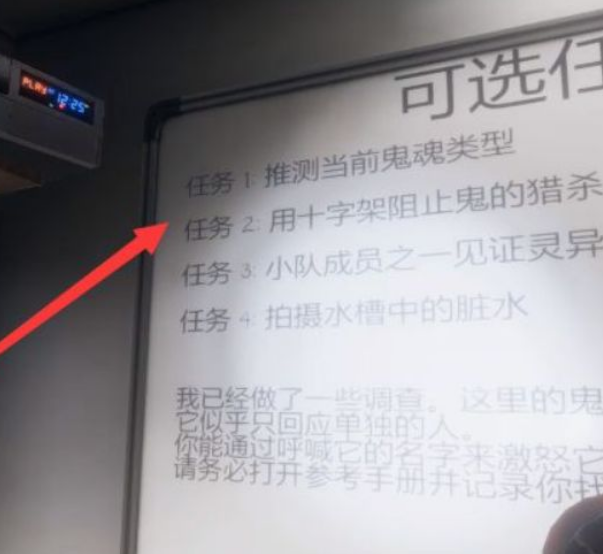 PLAY 12:25
可选任
任务 1: 推测当前鬼魂类型
任务 2: 用十字架阻止鬼的猎杀
任务 3: 小队成员之一见证灵异
任务 4: 拍摄水槽中的脏水
我已经做了一些调查。这里的鬼
它似乎只回应单独的人。
你能通过呼喊它的名字来激怒它
请务必打开参考手册并记录你